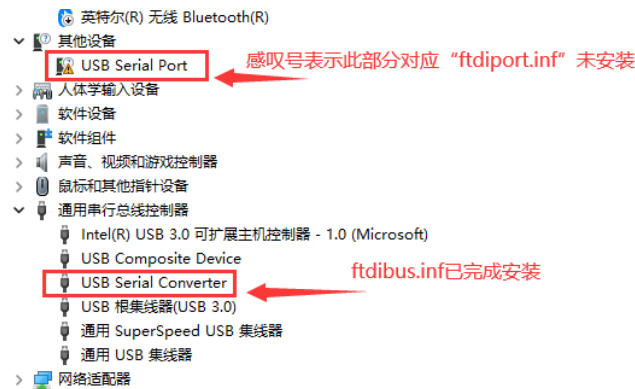 英特尔(R) 无线 Bluetooth(R)
其他设备
USB Serial Port
感叹号表示此部分对应“ftdiport.inf”未安装
人体学输入设备
软件设备
软件组件
声音、视频和游戏控制器
鼠标和其他指针设备
通用串行总线控制器
Intel(R) USB 3.0 可扩展主机控制器 - 1.0 (Microsoft)
USB Composite Device
ftdibus.inf已完成安装
USB Serial Converter
USB 根集线器(USB 3.0)
通用 SuperSpeed USB 集线器
通用 USB 集线器
网络适配器